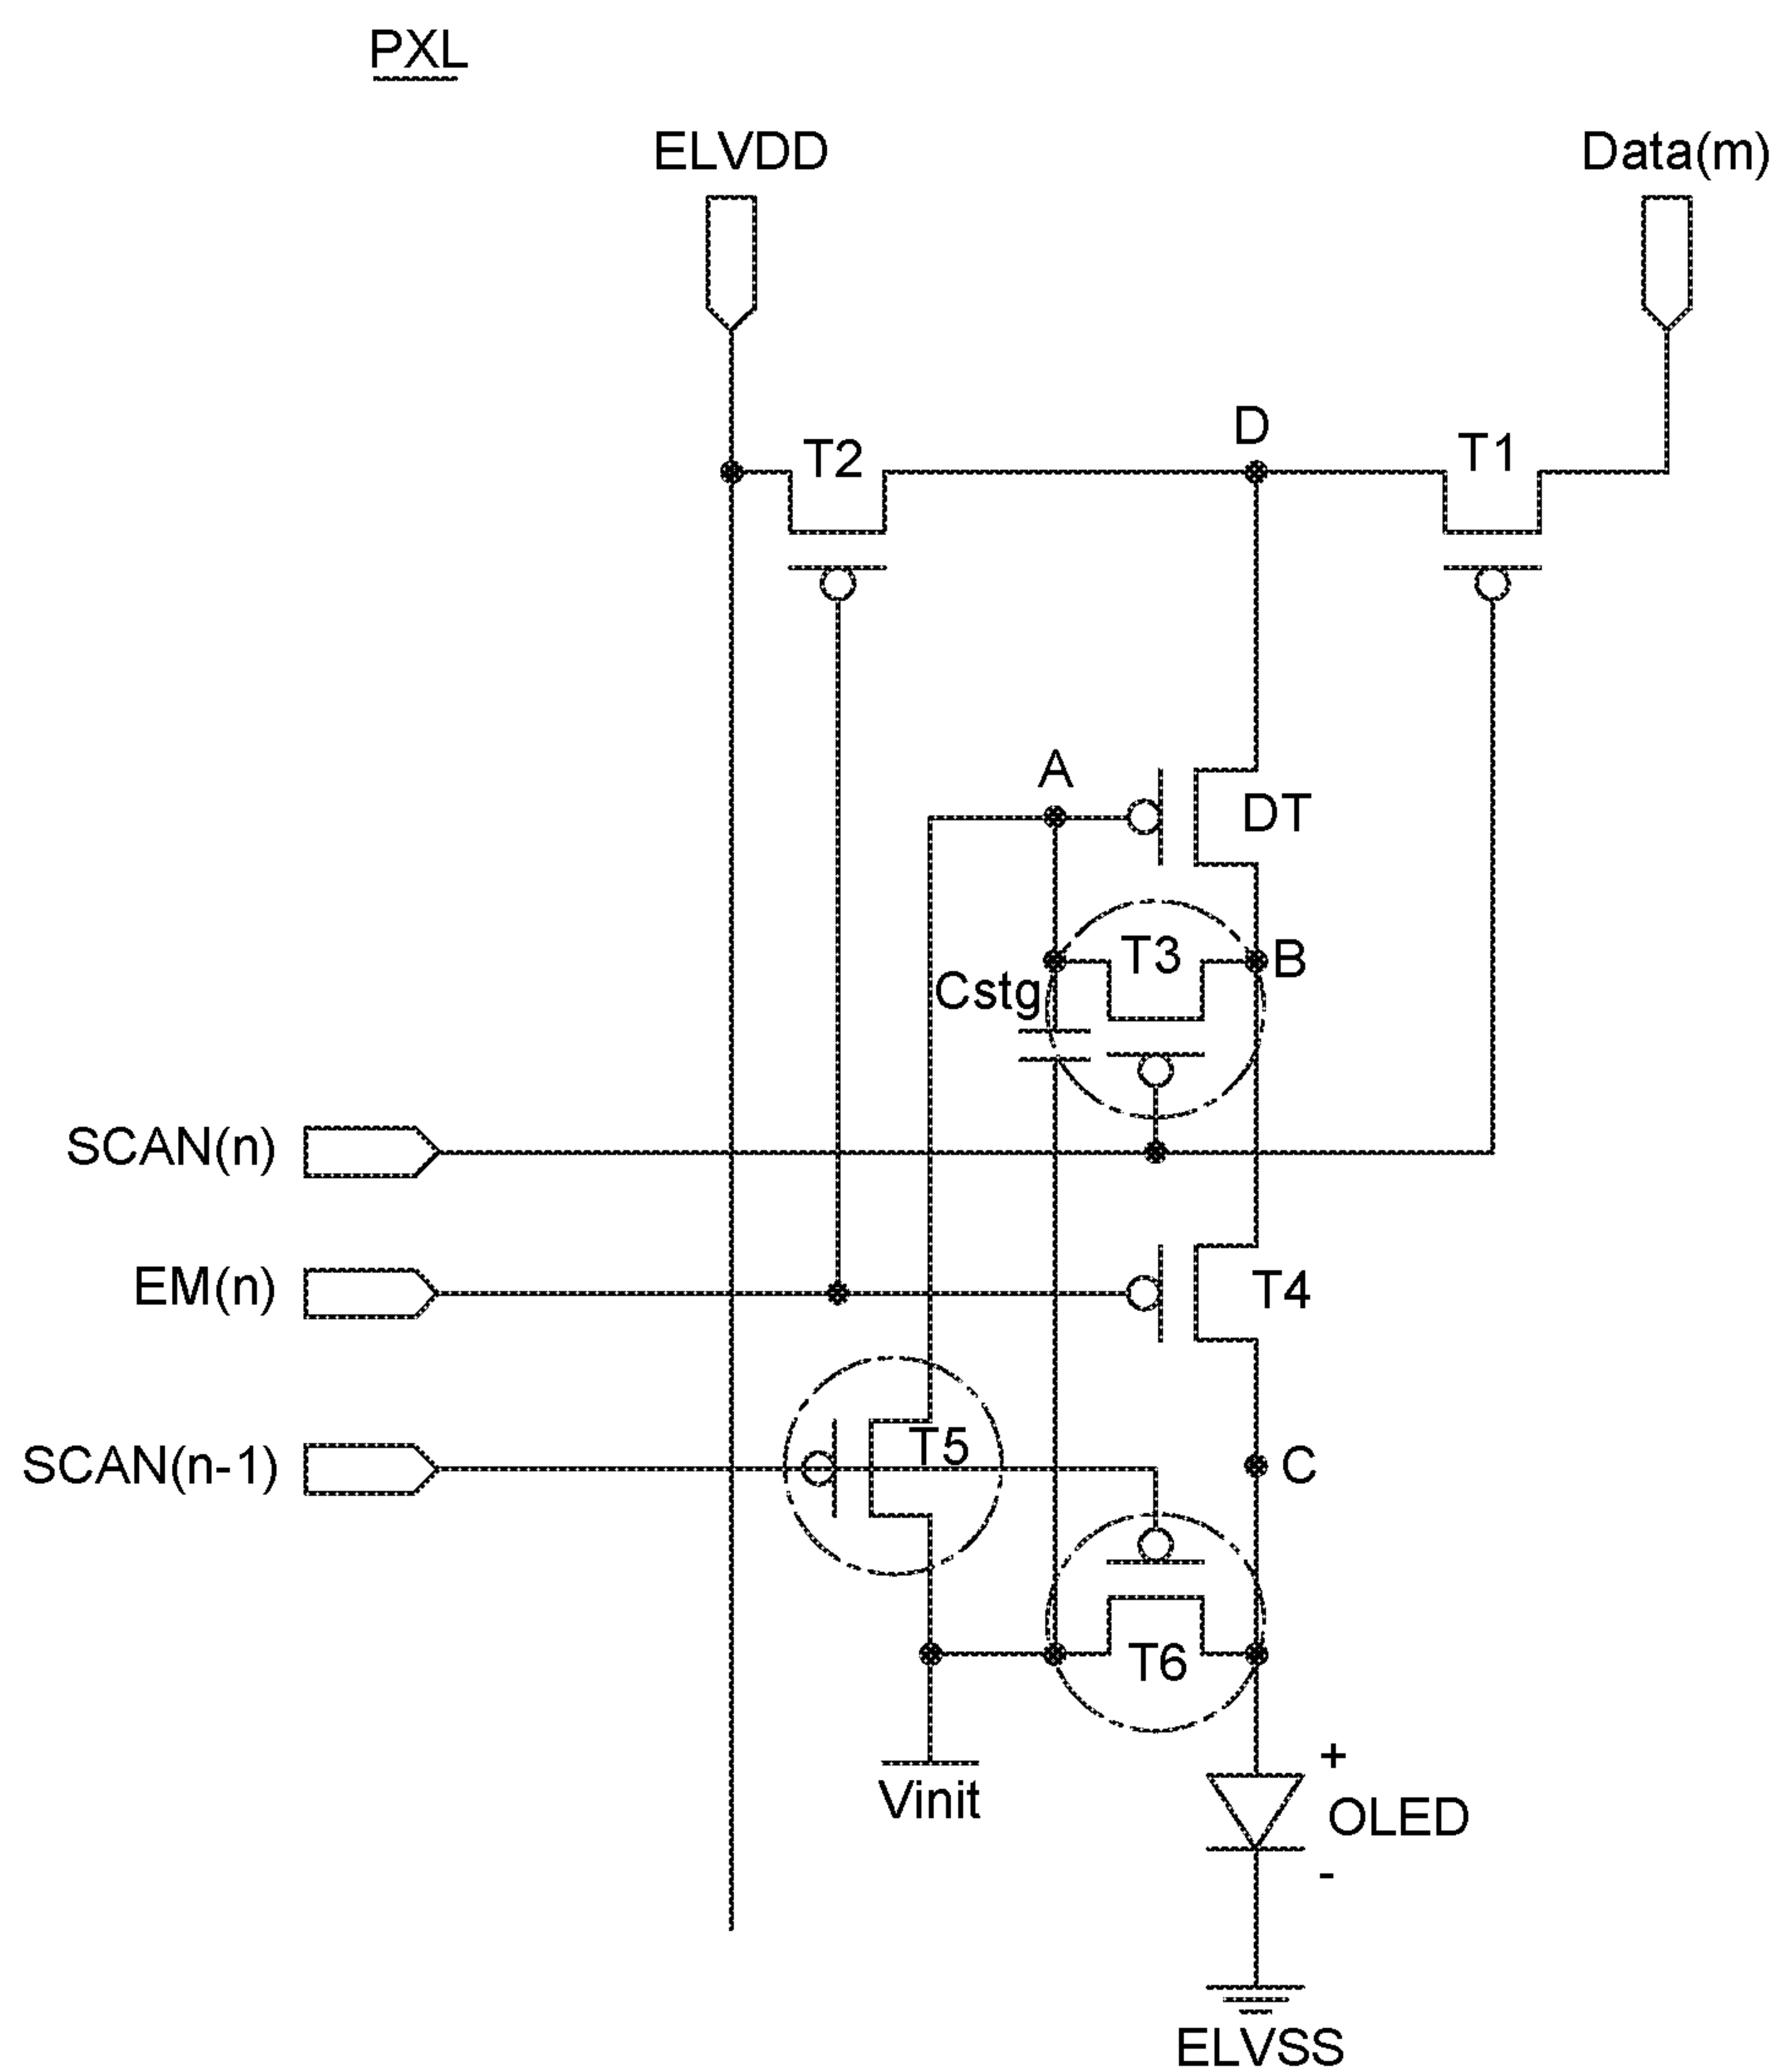 PXL
ELVDD
Data(m)
D
T2
T1
A
DT
T3
B
Cstg
SCAN(n)
EM(n)
T4
T5
SCAN(n-1)
C
T6
+
Vinit
OLED
-
ELVSS